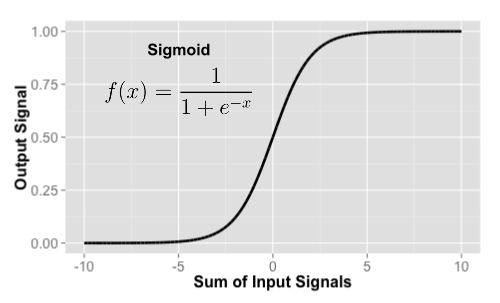 Sigmoid
f(x) = 1 / (1 + e^{-x})
1.00
0.75
0.50
0.25
0.00
Output Signal
-10 -5 0 5 10
Sum of Input Signals